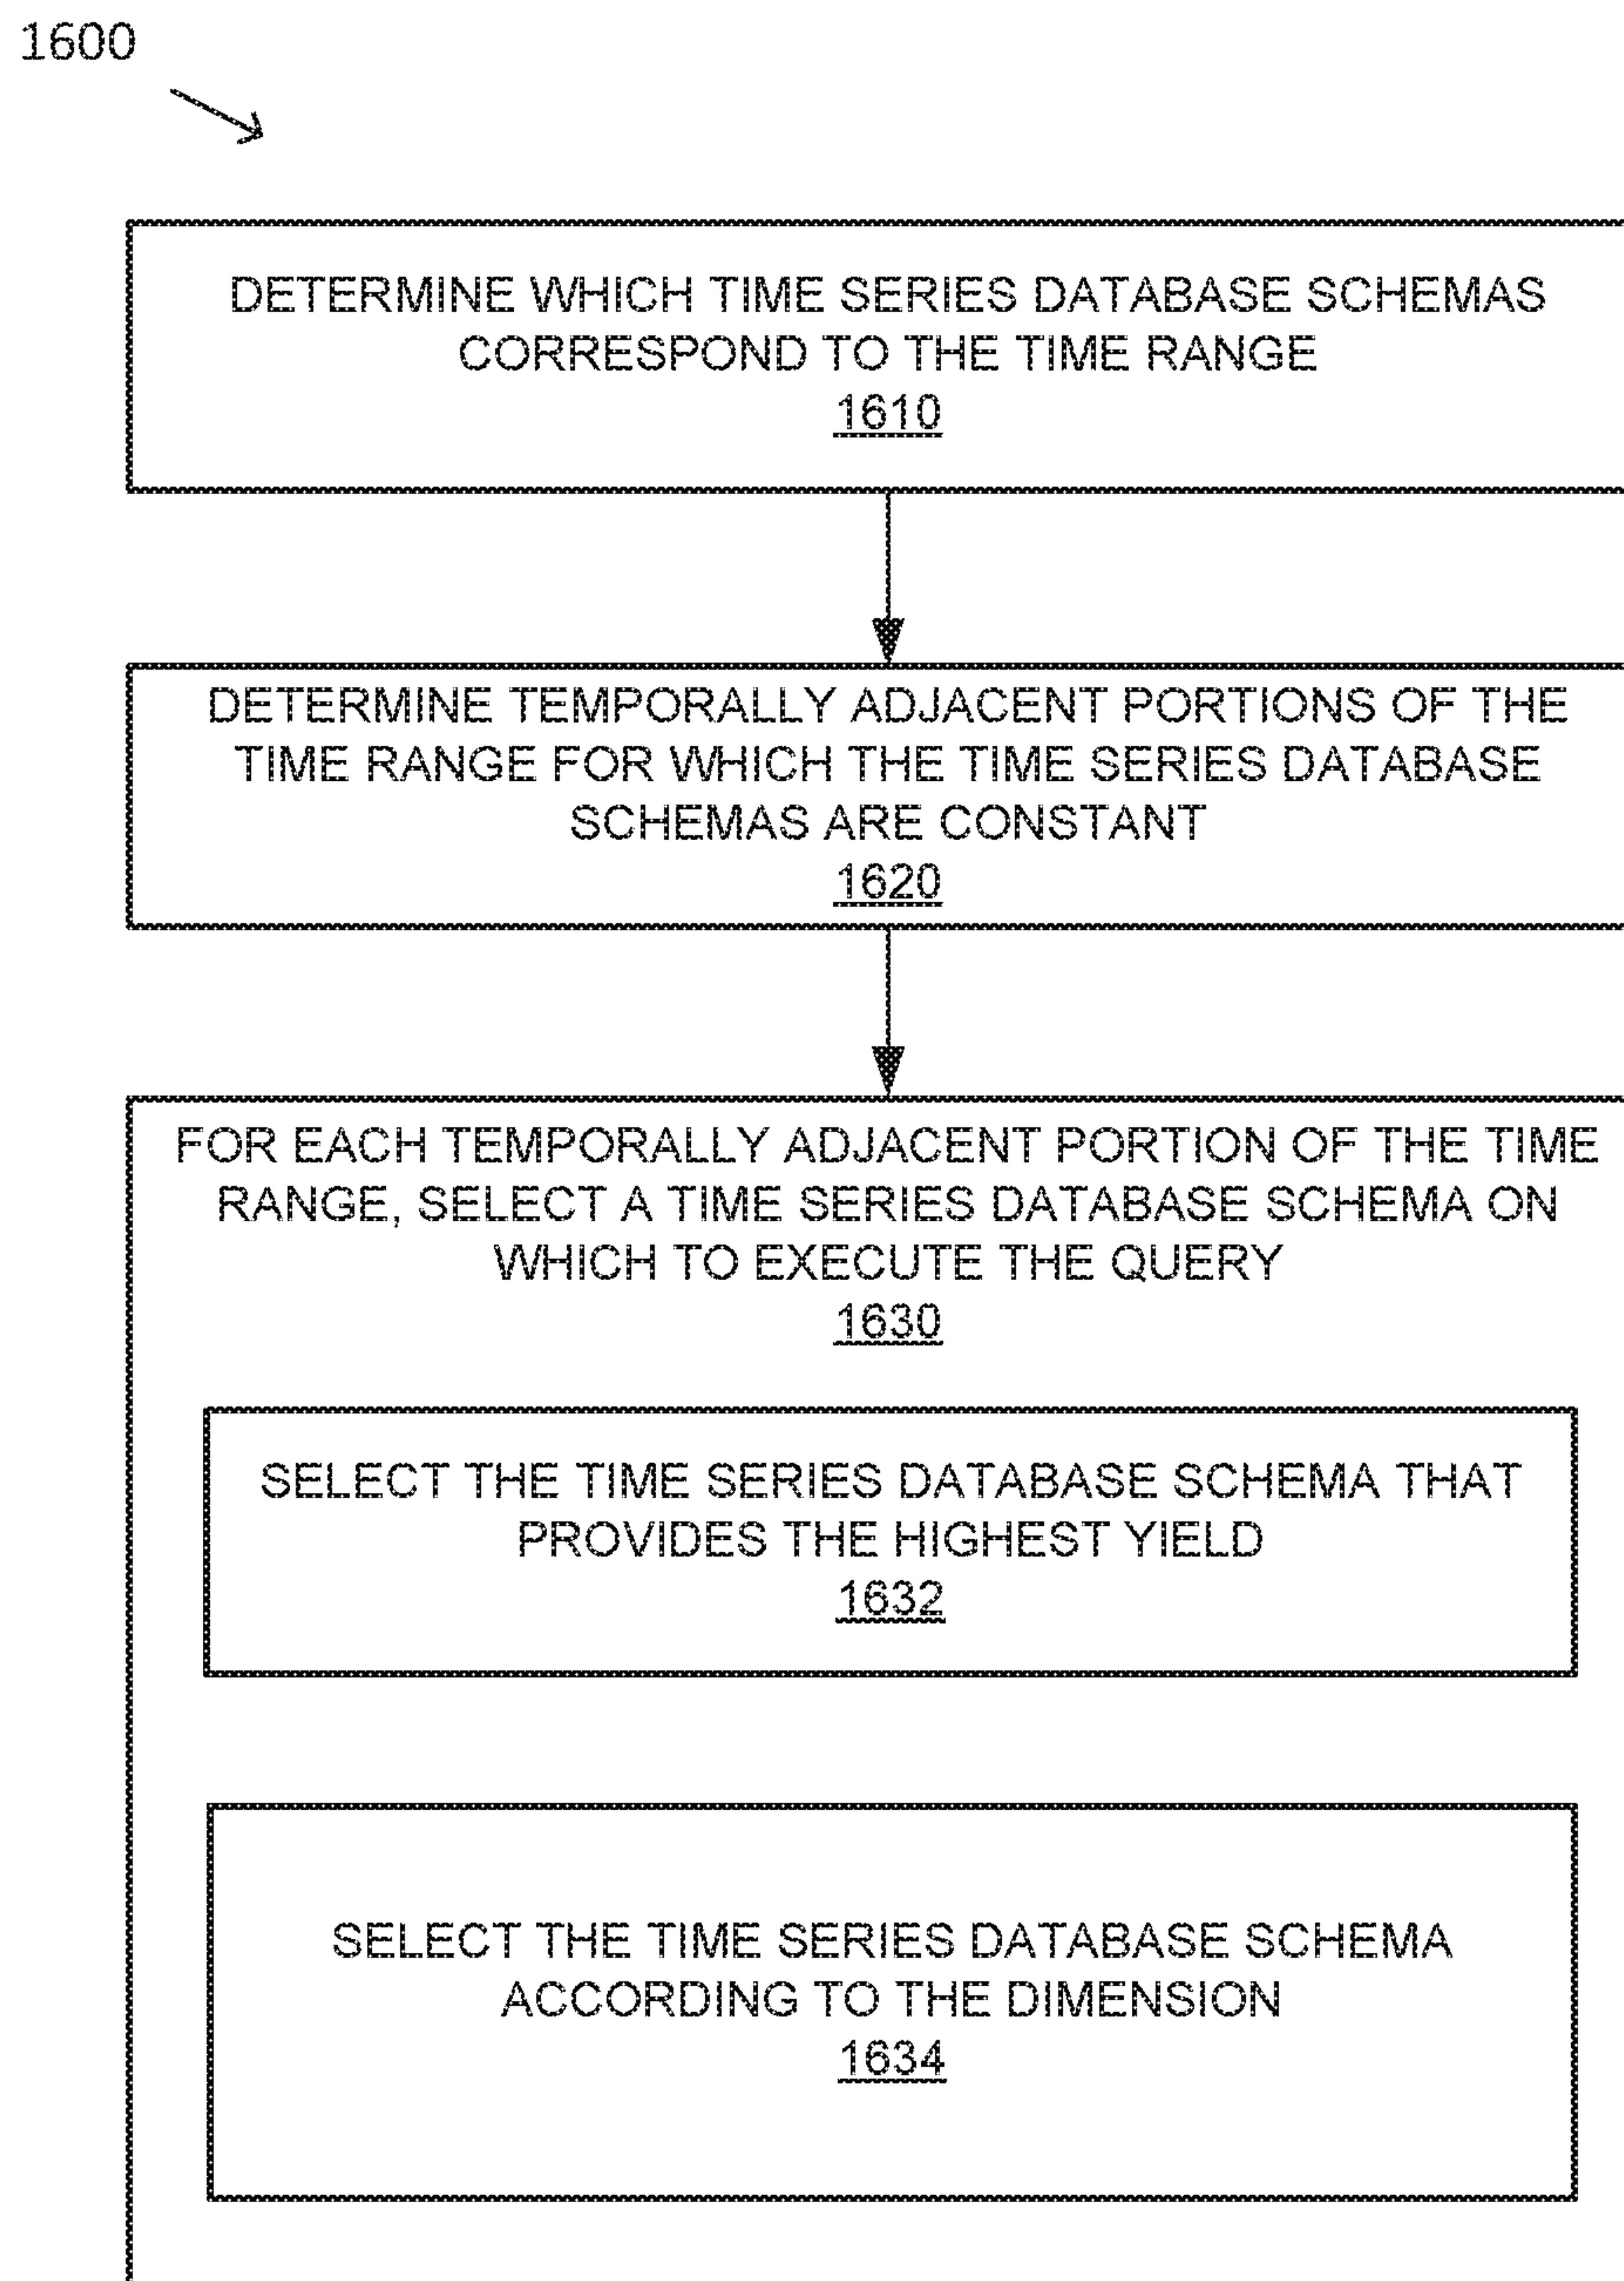 1600
DETERMINE WHICH TIME SERIES DATABASE SCHEMAS
CORRESPOND TO THE TIME RANGE
1610
DETERMINE TEMPORALLY ADJACENT PORTIONS OF THE
TIME RANGE FOR WHICH THE TIME SERIES DATABASE
SCHEMAS ARE CONSTANT
1620
FOR EACH TEMPORALLY ADJACENT PORTION OF THE TIME
RANGE, SELECT A TIME SERIES DATABASE SCHEMA ON
WHICH TO EXECUTE THE QUERY
1630
SELECT THE TIME SERIES DATABASE SCHEMA THAT
PROVIDES THE HIGHEST YIELD
1632
SELECT THE TIME SERIES DATABASE SCHEMA
ACCORDING TO THE DIMENSION
1634